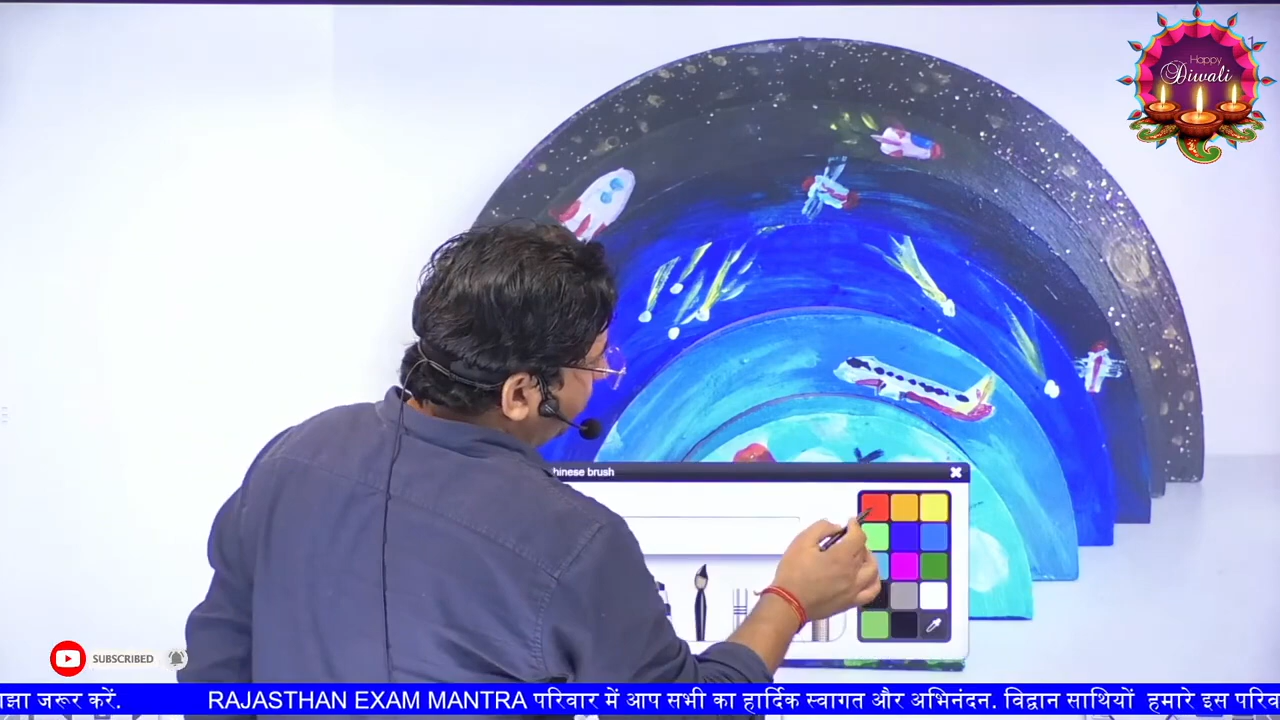 Happy
Diwali
hinese brush
SUBSCRIBED
ाझा जरूर करें. RAJASTHAN EXAM MANTRA परिवार में आप सभी का हार्दिक स्वागत और अभिनंदन. विद्वान साथियों हमारे इस परिव